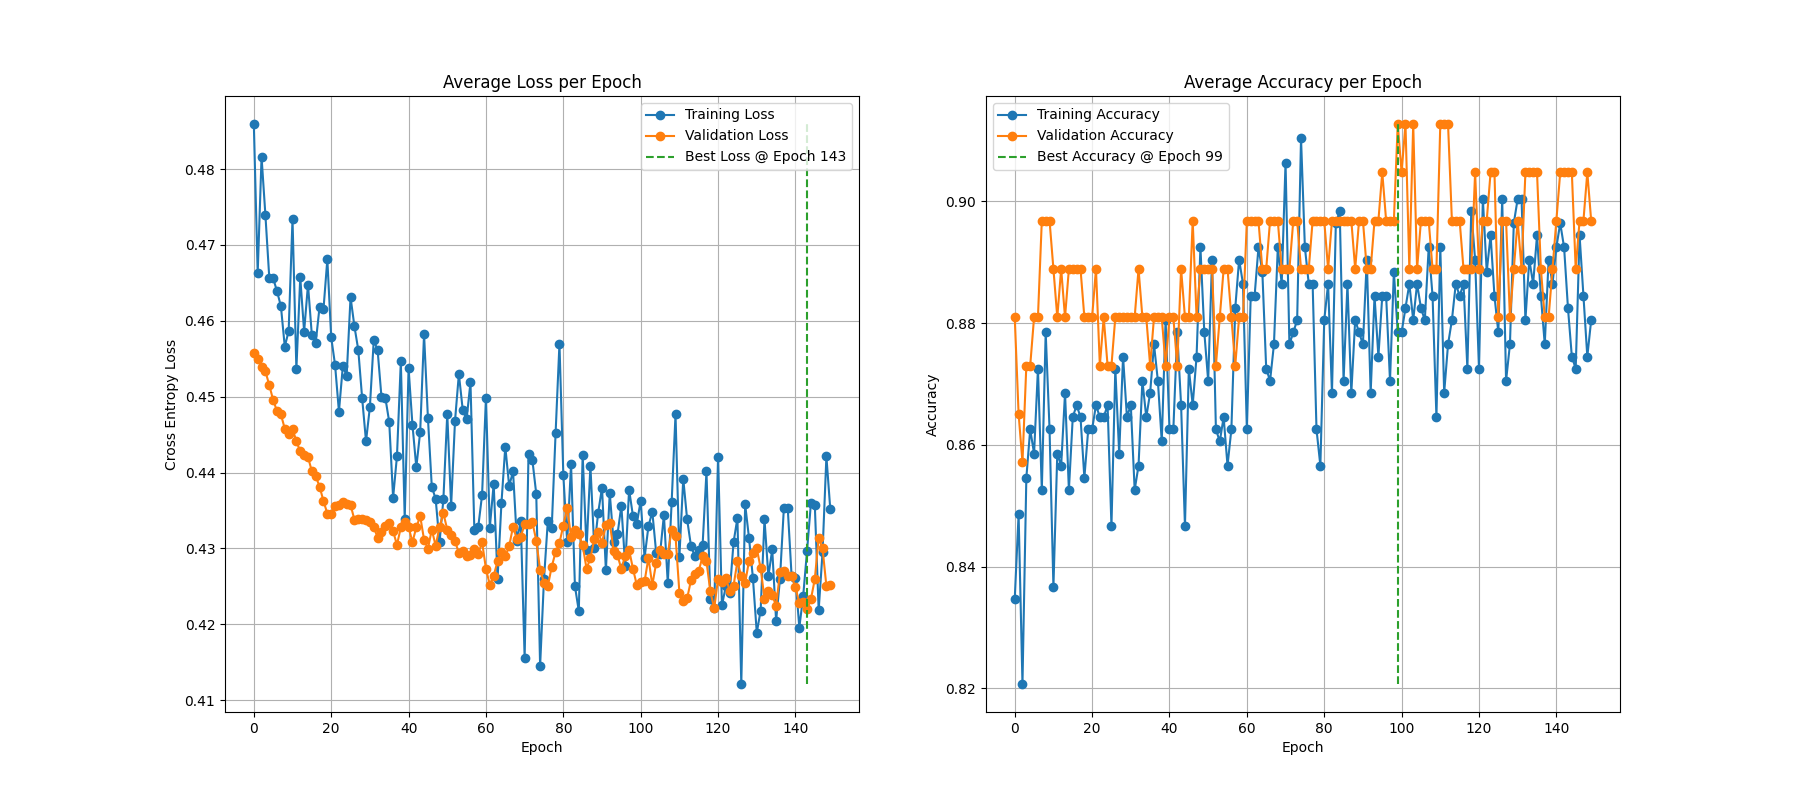 Average Loss per Epoch
Training Loss
Validation Loss
Best Loss @ Epoch 143
0.48
0.47
0.46
0.45
0.44
0.43
0.42
0.41
Cross Entropy Loss
0 20 40 60 80 100 120 140
Epoch
Average Accuracy per Epoch
Training Accuracy
Validation Accuracy
Best Accuracy @ Epoch 99
0.90
0.88
0.86
0.84
0.82
Accuracy
0 20 40 60 80 100 120 140
Epoch